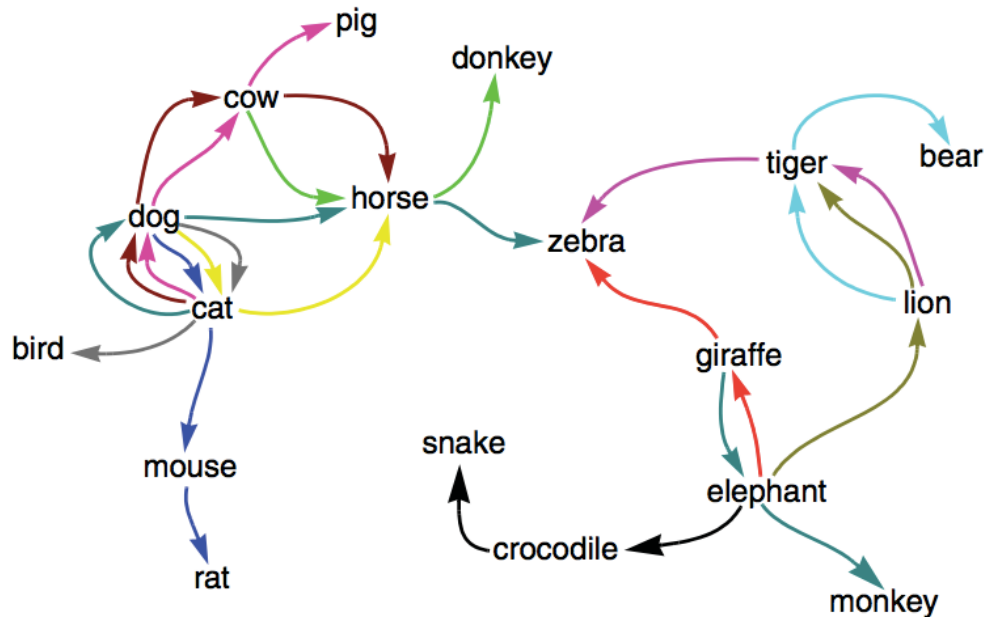 pig
donkey
cow
tiger
bear
horse
dog
zebra
cat
lion
bird
giraffe
snake
mouse
elephant
crocodile
rat
monkey